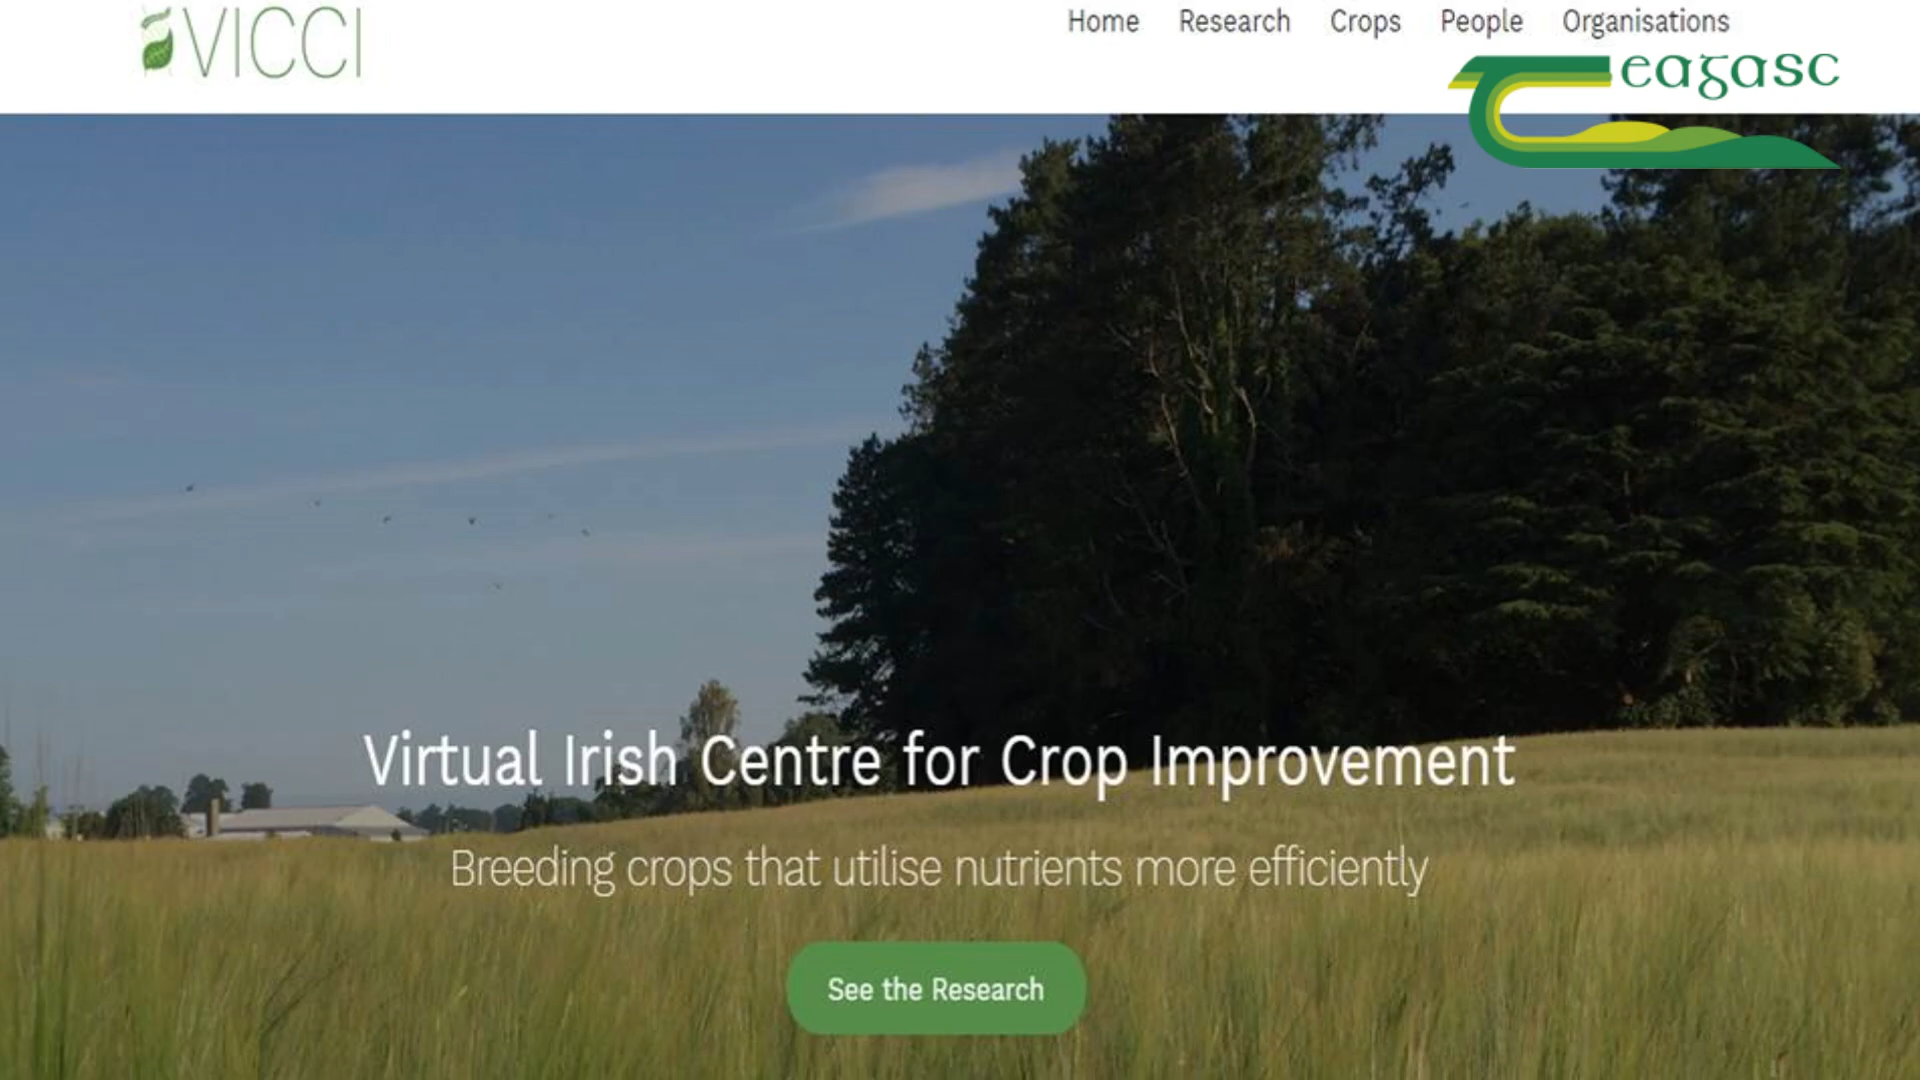 VICCI
Home Research Crops People Organisations
eagasc
Virtual Irish Centre for Crop Improvement
Breeding crops that utilise nutrients more efficiently
See the Research